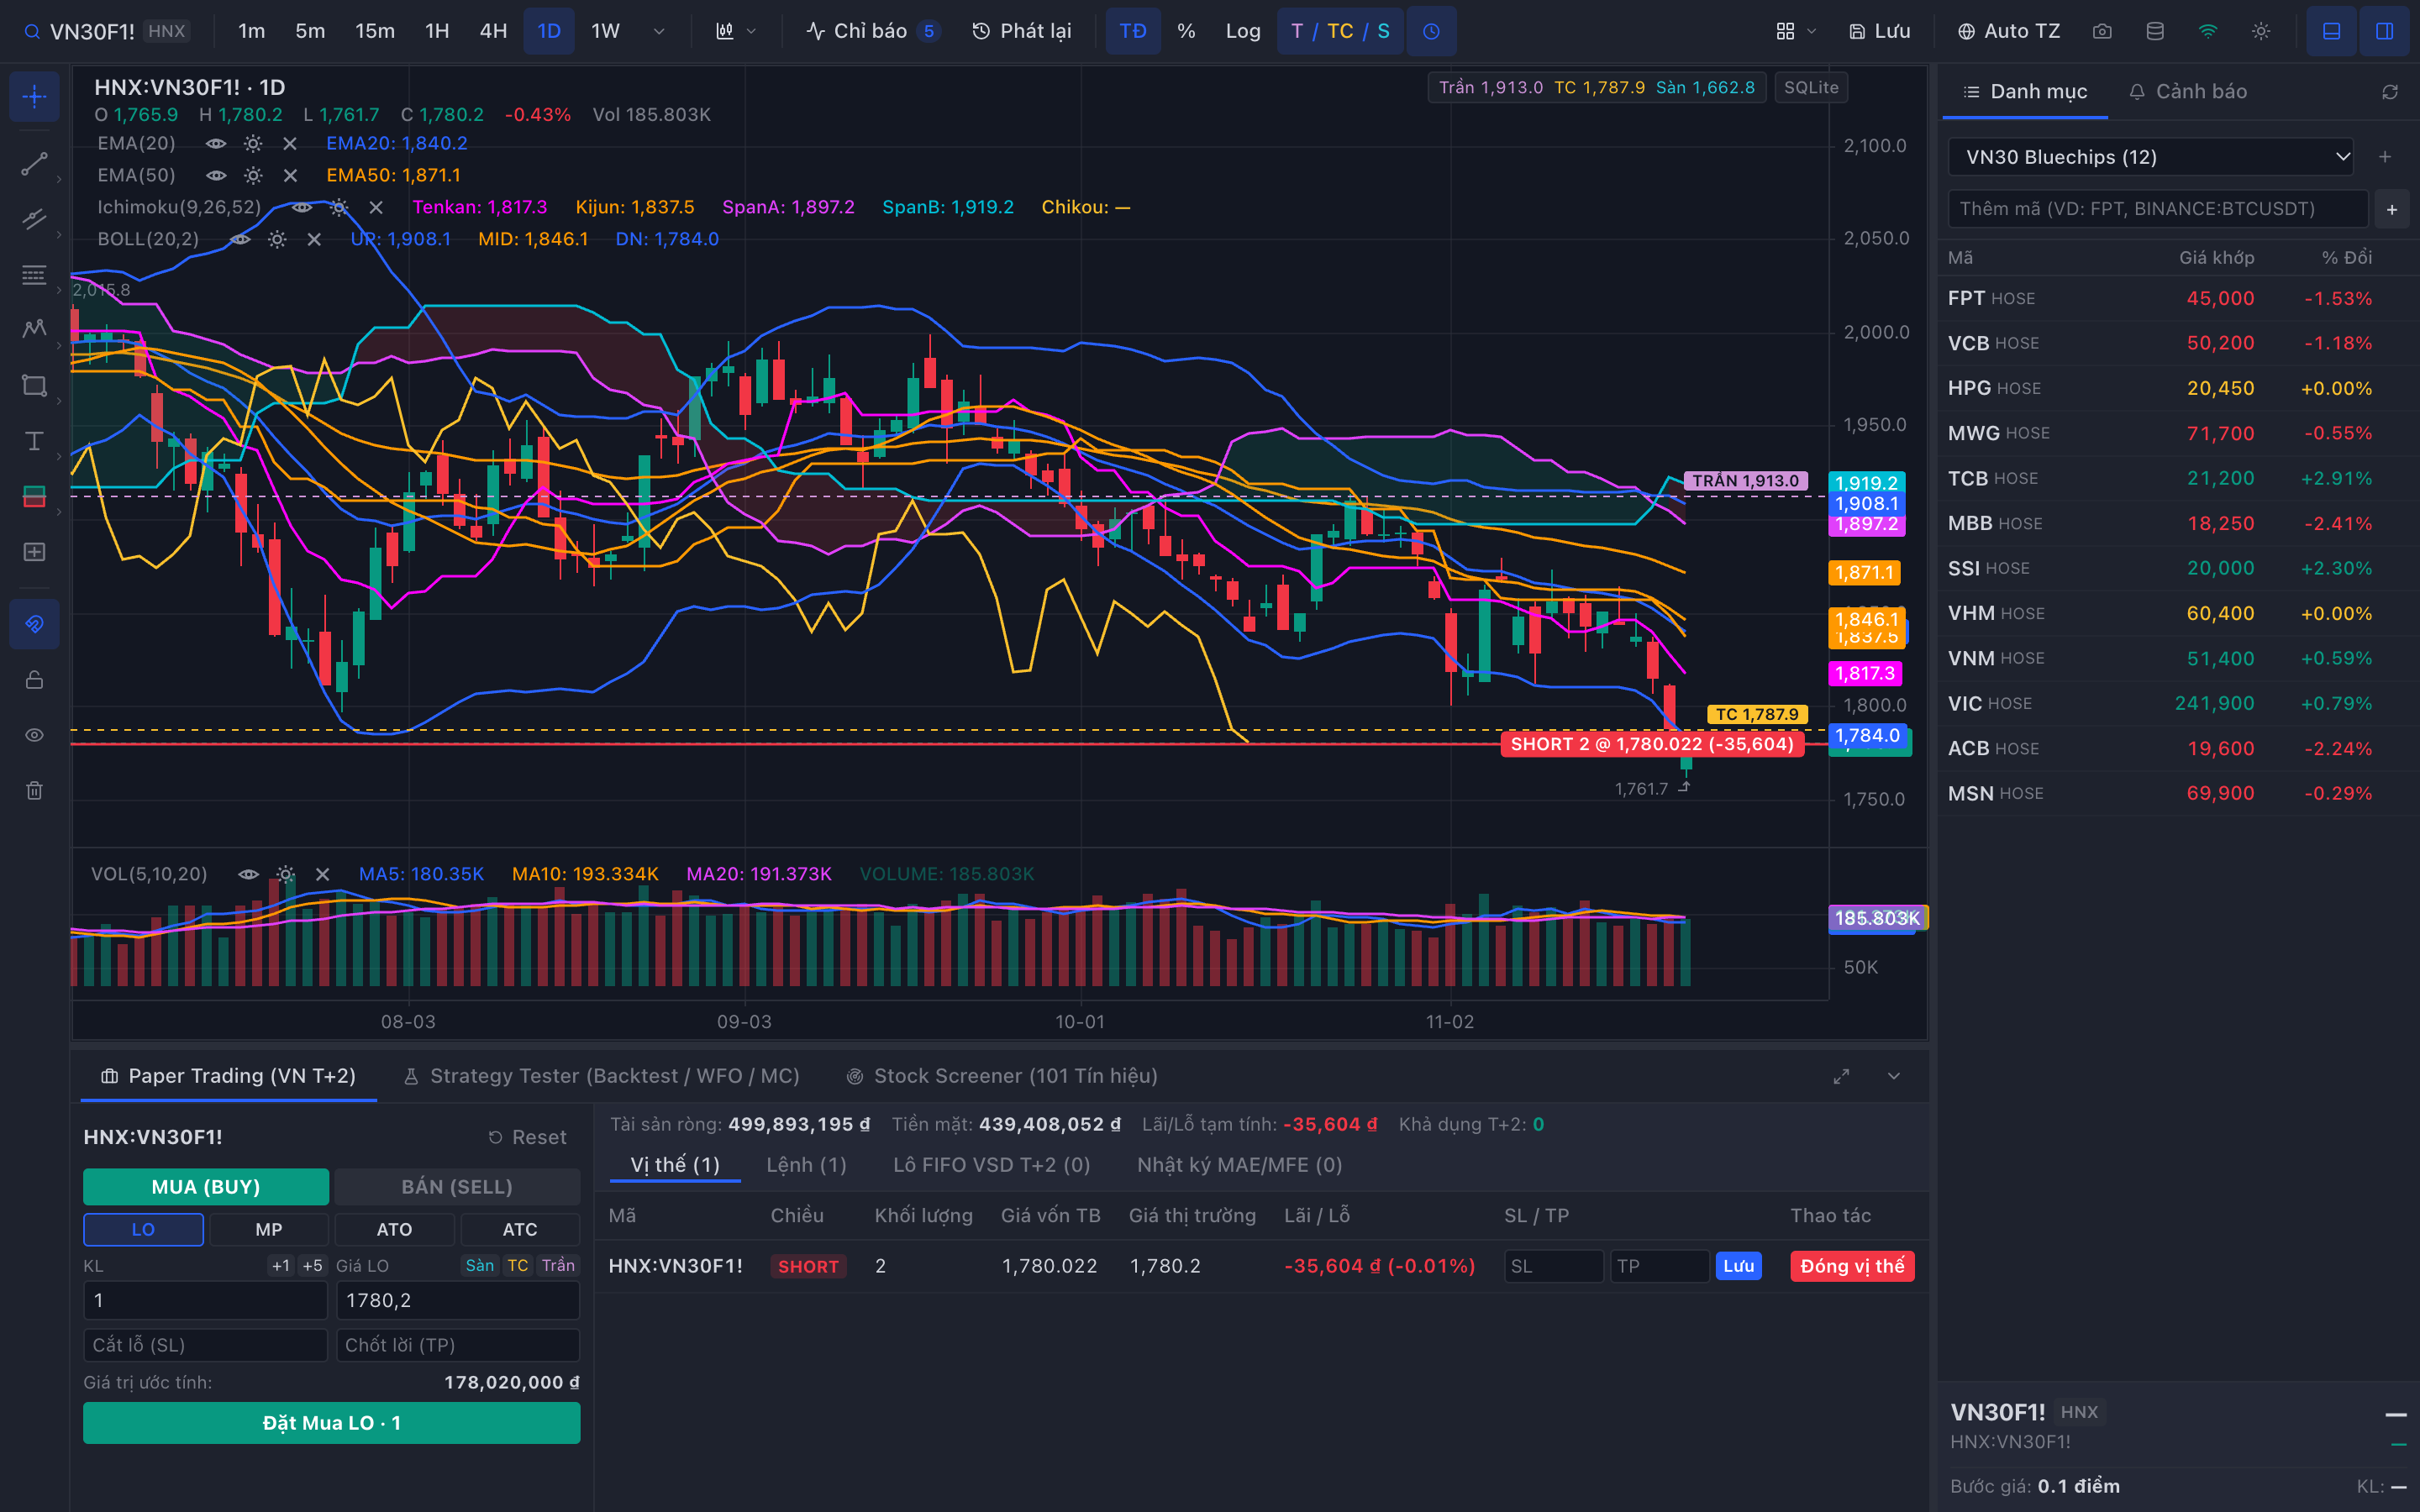 VN30F1! HNX 1m 5m 15m 1H 4H 1D 1W Chỉ báo 5 Phát lại TĐ % Log T / TC / S Lưu Auto TZ
HNX:VN30F1! · 1D
Trần 1,913.0 TC 1,787.9 Sàn 1,662.8 SQLite
O 1,765.9 H 1,780.2 L 1,761.7 C 1,780.2 -0.43% Vol 185.803K
EMA(20) EMA20: 1,840.2
EMA(50) EMA50: 1,871.1
Ichimoku(9,26,52) Tenkan: 1,817.3 Kijun: 1,837.5 SpanA: 1,897.2 SpanB: 1,919.2 Chikou: —
BOLL(20,2) UP: 1,908.1 MID: 1,846.1 DN: 1,784.0
2,015.8
2,100.0
2,050.0
2,000.0
1,950.0
TRẦN 1,913.0
1,919.2
1,908.1
1,897.2
1,871.1
1,846.1
1,837.5
1,817.3
1,800.0
TC 1,787.9
1,784.0
SHORT 2 @ 1,780.022 (-35,604)
1,761.7
1,750.0
VOL(5,10,20) MA5: 180.35K MA10: 193.334K MA20: 191.373K VOLUME: 185.803K
185.803K
50K
08-03 09-03 10-01 11-02
Paper Trading (VN T+2) Strategy Tester (Backtest / WFO / MC) Stock Screener (101 Tín hiệu)
HNX:VN30F1! Reset
MUA (BUY) BÁN (SELL)
LO MP ATO ATC
KL +1 +5 Giá LO Sàn TC Trần
1 1780,2
Cắt lỗ (SL) Chốt lời (TP)
Giá trị ước tính: 178,020,000 ₫
Đặt Mua LO · 1
Tài sản ròng: 499,893,195 ₫ Tiền mặt: 439,408,052 ₫ Lãi/Lỗ tạm tính: -35,604 ₫ Khả dụng T+2: 0
Vị thế (1) Lệnh (1) Lô FIFO VSD T+2 (0) Nhật ký MAE/MFE (0)
Mã Chiều Khối lượng Giá vốn TB Giá thị trường Lãi / Lỗ SL / TP Thao tác
HNX:VN30F1! SHORT 2 1,780.022 1,780.2 -35,604 ₫ (-0.01%) SL TP Lưu Đóng vị thế
Danh mục Cảnh báo
VN30 Bluechips (12)
Thêm mã (VD: FPT, BINANCE:BTCUSDT) +
Mã Giá khớp % Đổi
FPT HOSE 45,000 -1.53%
VCB HOSE 50,200 -1.18%
HPG HOSE 20,450 +0.00%
MWG HOSE 71,700 -0.55%
TCB HOSE 21,200 +2.91%
MBB HOSE 18,250 -2.41%
SSI HOSE 20,000 +2.30%
VHM HOSE 60,400 +0.00%
VNM HOSE 51,400 +0.59%
VIC HOSE 241,900 +0.79%
ACB HOSE 19,600 -2.24%
MSN HOSE 69,900 -0.29%
VN30F1! HNX —
HNX:VN30F1! —
Bước giá: 0.1 điểm KL: —